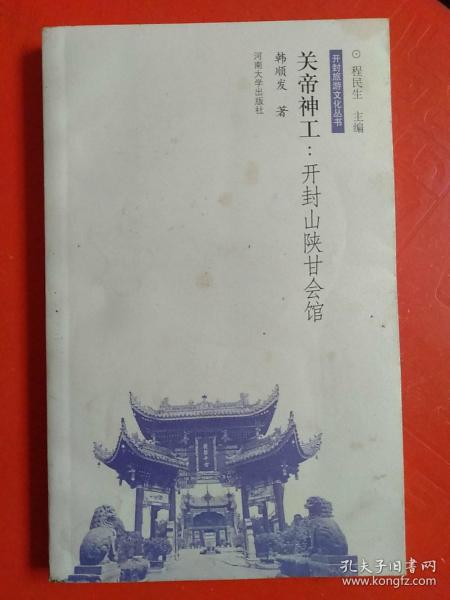 ⊙程民生 主编
开封旅游文化丛书
关帝神工：开封山陕甘会馆
韩顺发 著
河南大学出版社
孔夫子旧书网
www.kongfz.com